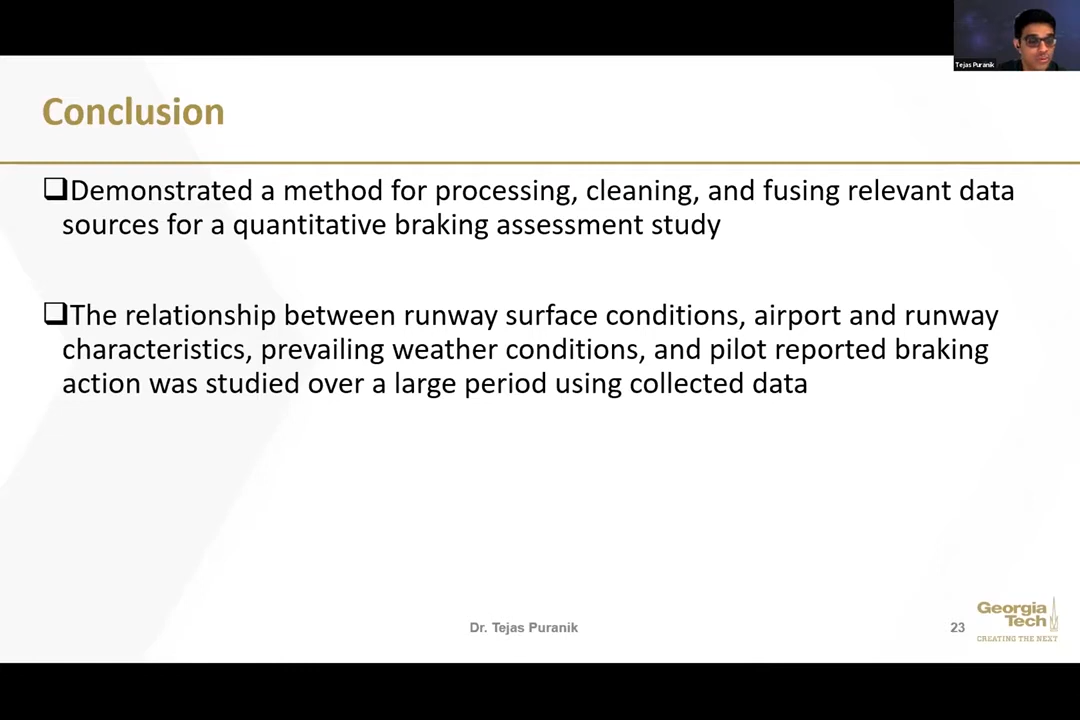 Tejas Puranik
Conclusion
❑Demonstrated a method for processing, cleaning, and fusing relevant data
sources for a quantitative braking assessment study
❑The relationship between runway surface conditions, airport and runway
characteristics, prevailing weather conditions, and pilot reported braking
action was studied over a large period using collected data
Dr. Tejas Puranik
23
Georgia
Tech
CREATING THE NEXT